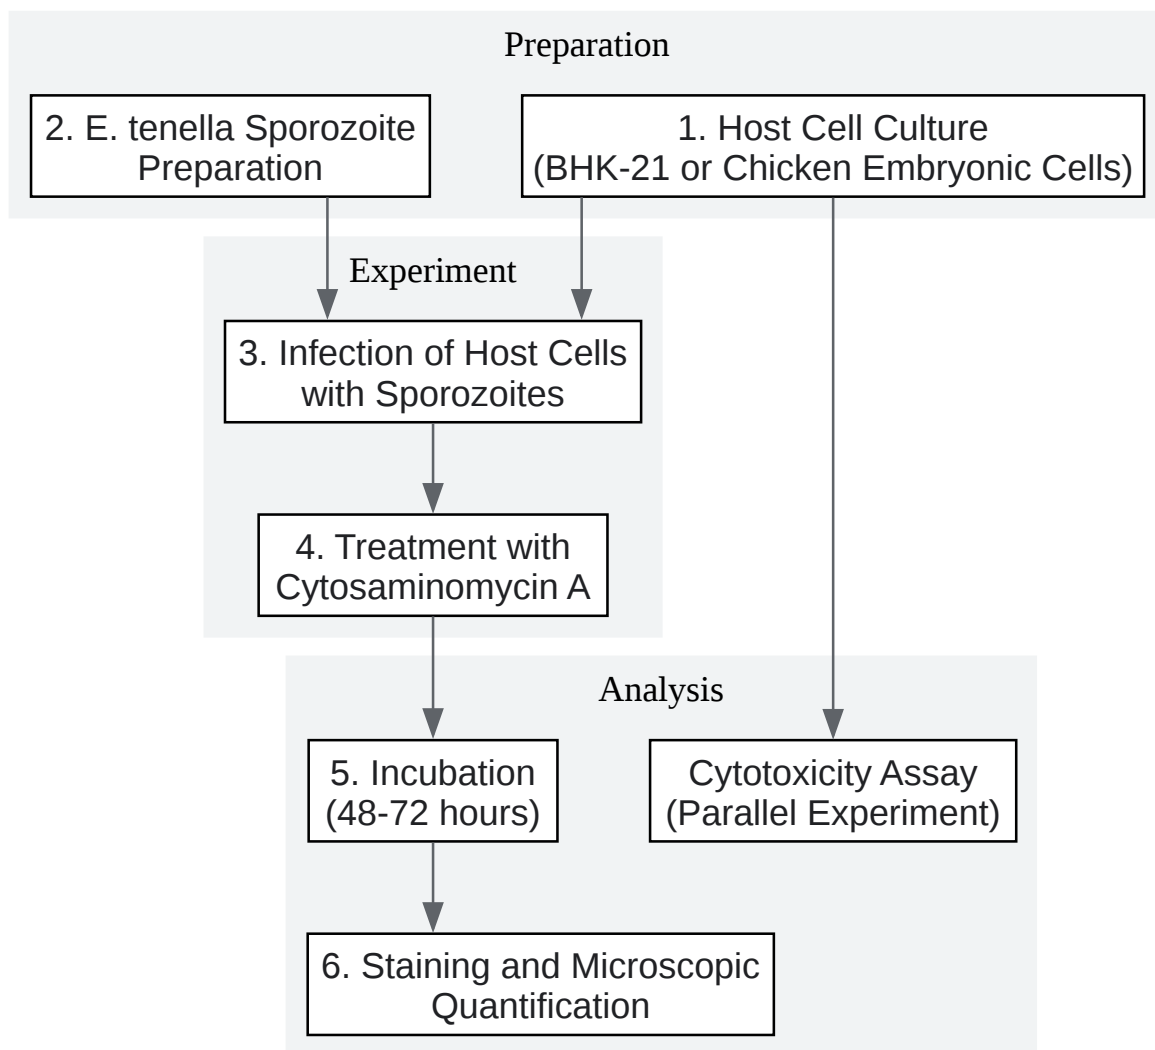 Preparation
2. E. tenella Sporozoite
Preparation
1. Host Cell Culture
(BHK-21 or Chicken Embryonic Cells)
Experiment
3. Infection of Host Cells
with Sporozoites
4. Treatment with
Cytosaminomycin A
Analysis
5. Incubation
(48-72 hours)
Cytotoxicity Assay
(Parallel Experiment)
6. Staining and Microscopic
Quantification